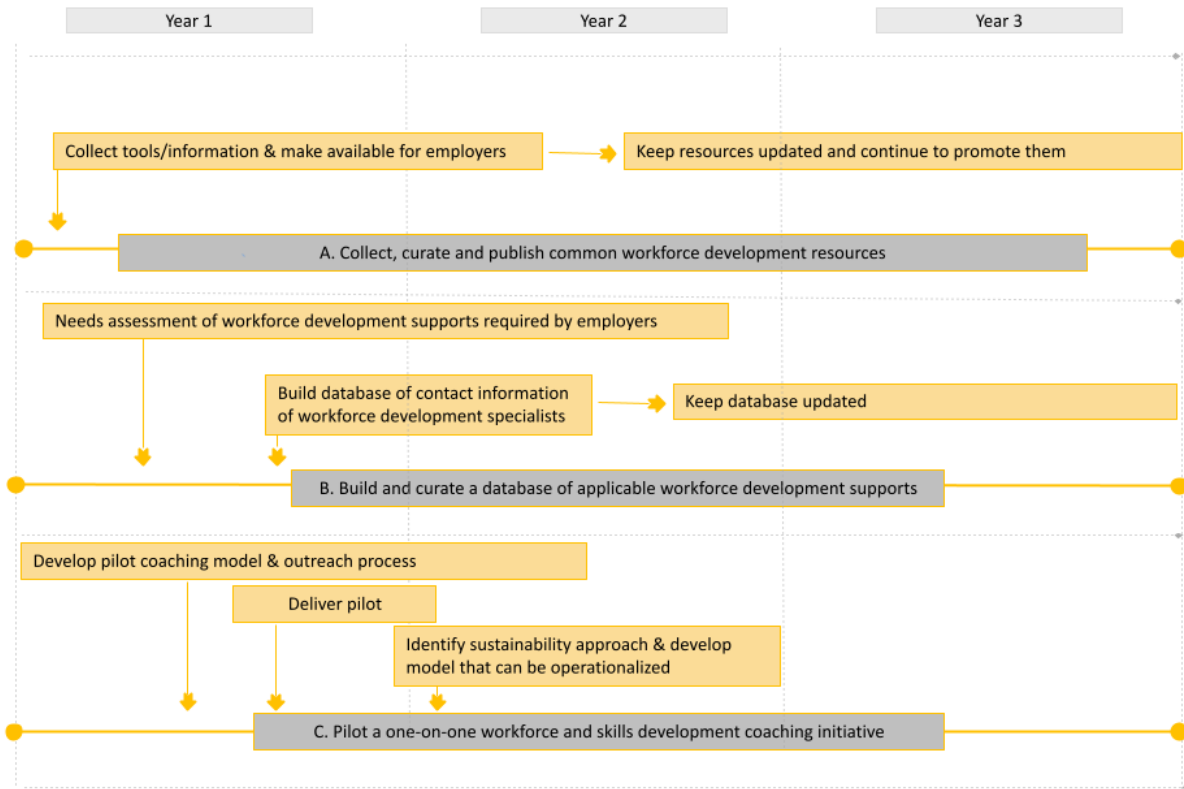 Year 1
Year 2
Year 3
Collect tools/information & make available for employers
Keep resources updated and continue to promote them
A. Collect, curate and publish common workforce development resources
Needs assessment of workforce development supports required by employers
Build database of contact information
of workforce development specialists
Keep database updated
B. Build and curate a database of applicable workforce development supports
Develop pilot coaching model & outreach process
Deliver pilot
Identify sustainability approach & develop
model that can be operationalized
C. Pilot a one-on-one workforce and skills development coaching initiative